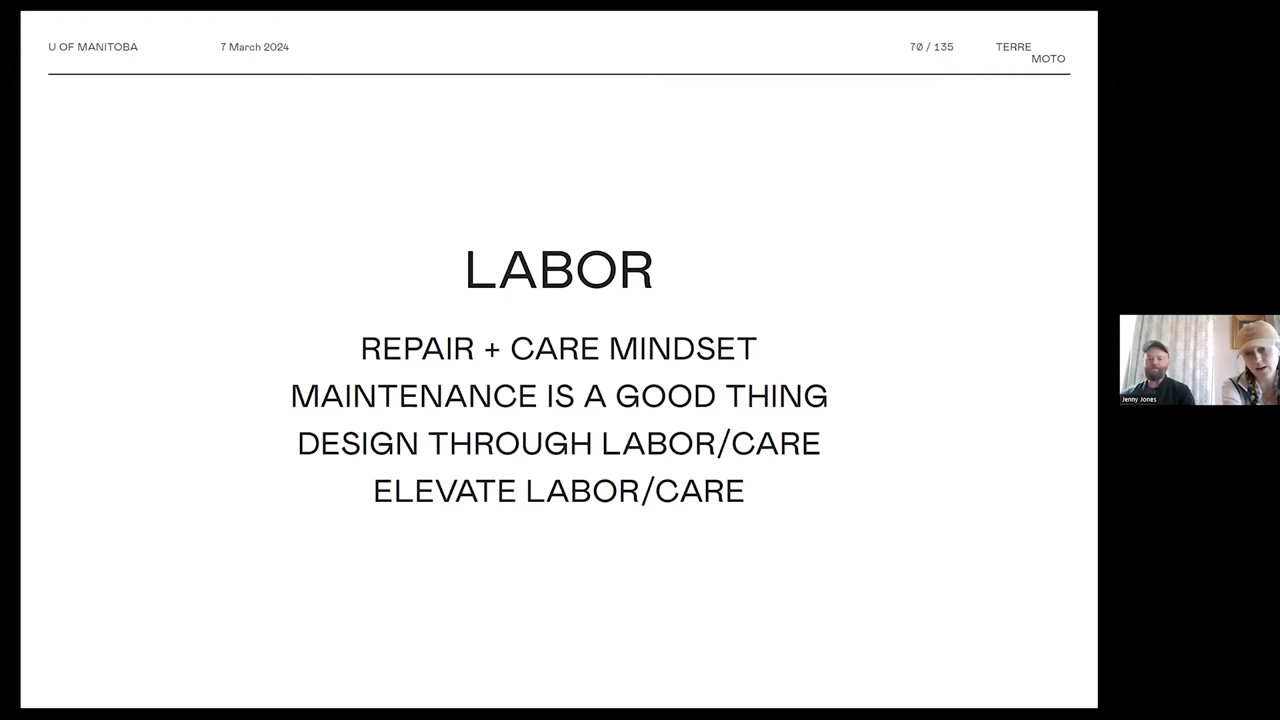 U OF MANITOBA
7 March 2024
70 / 135
TERRE
MOTO
LABOR
REPAIR + CARE MINDSET
MAINTENANCE IS A GOOD THING
DESIGN THROUGH LABOR/CARE
ELEVATE LABOR/CARE
Jenny Jones